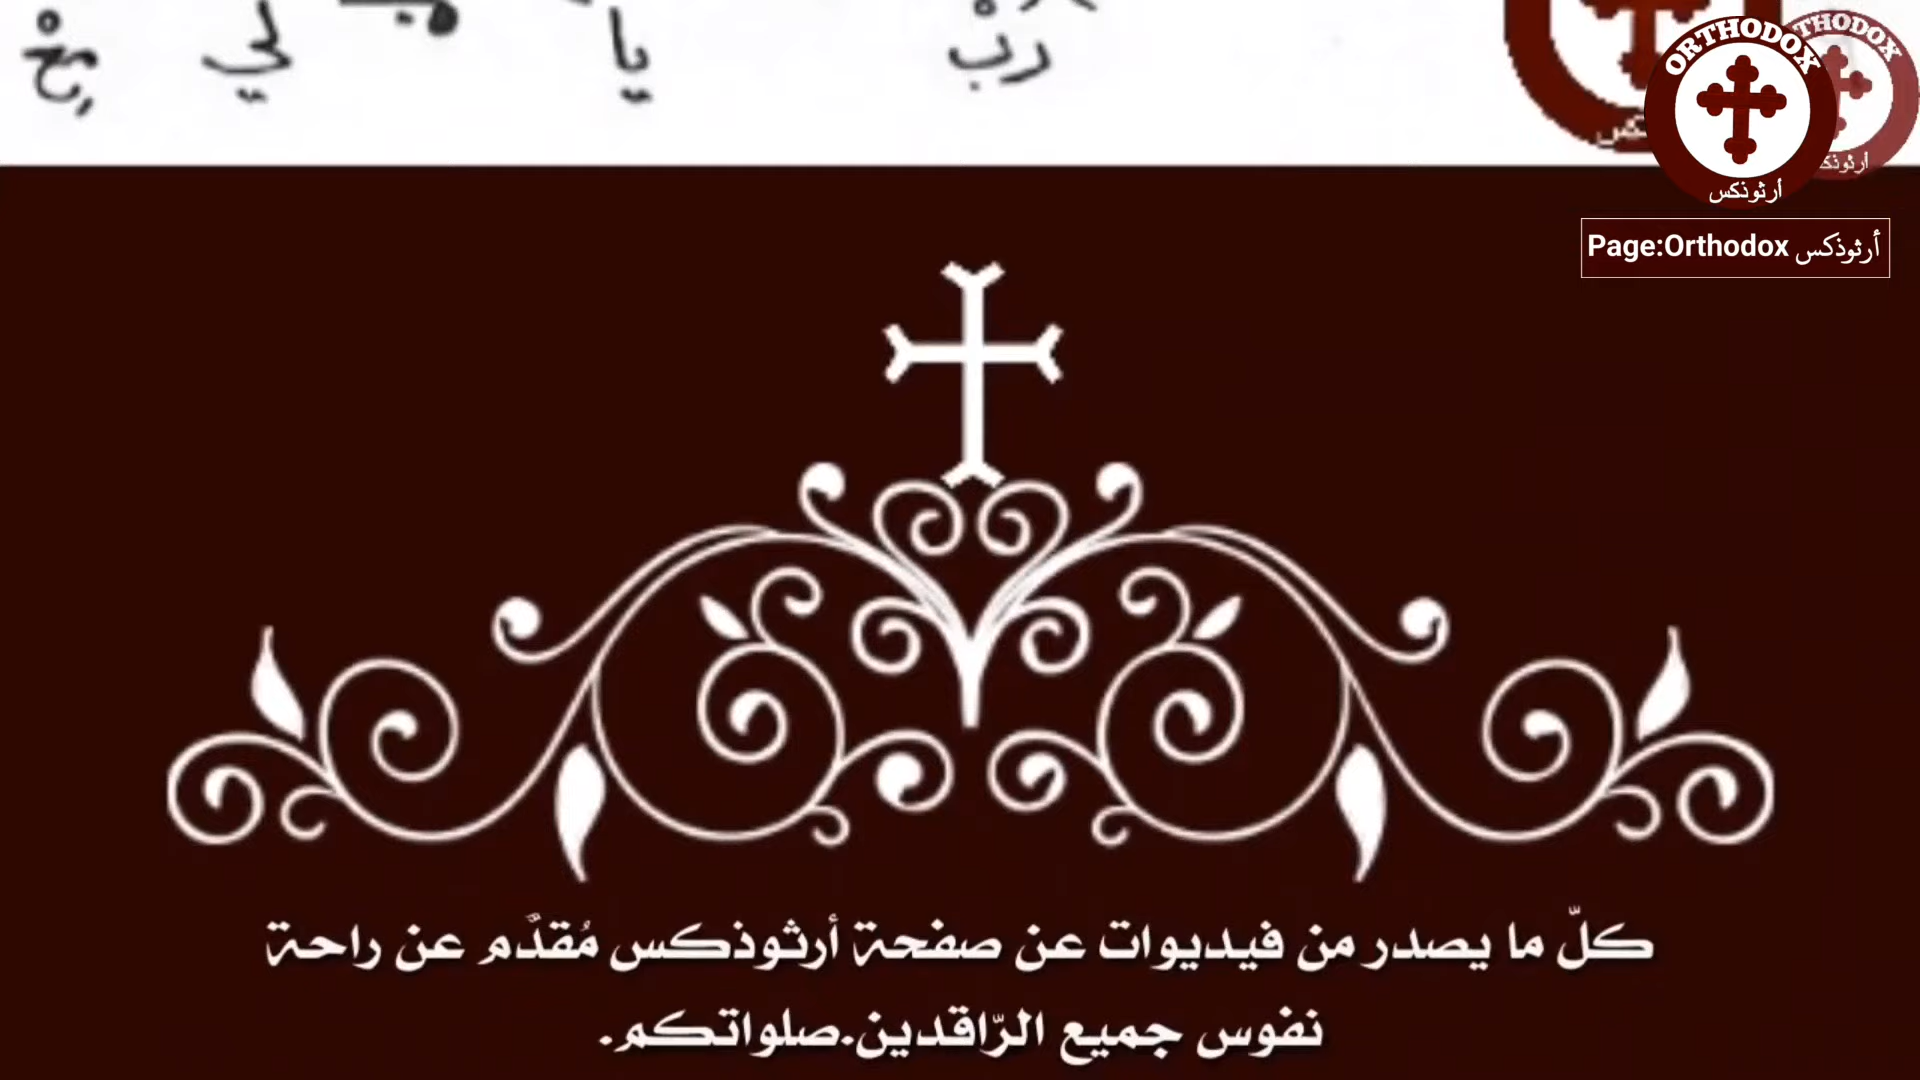 يا رب
ORTHODOX
أرثوذكس
Page:Orthodox أرثوذكس
كلّ ما يصدر من فيديوات عن صفحة أرثوذكس مُقدَّم عن راحة
نفوس جميع الرّاقدين.صلواتكم.